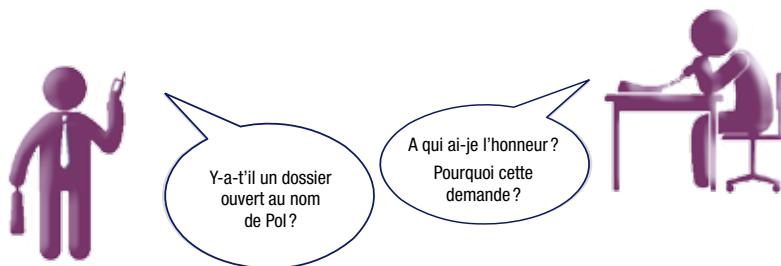 Y-a-t'il un dossier
ouvert au nom
de Pol ?
A qui ai-je l'honneur ?
Pourquoi cette
demande ?